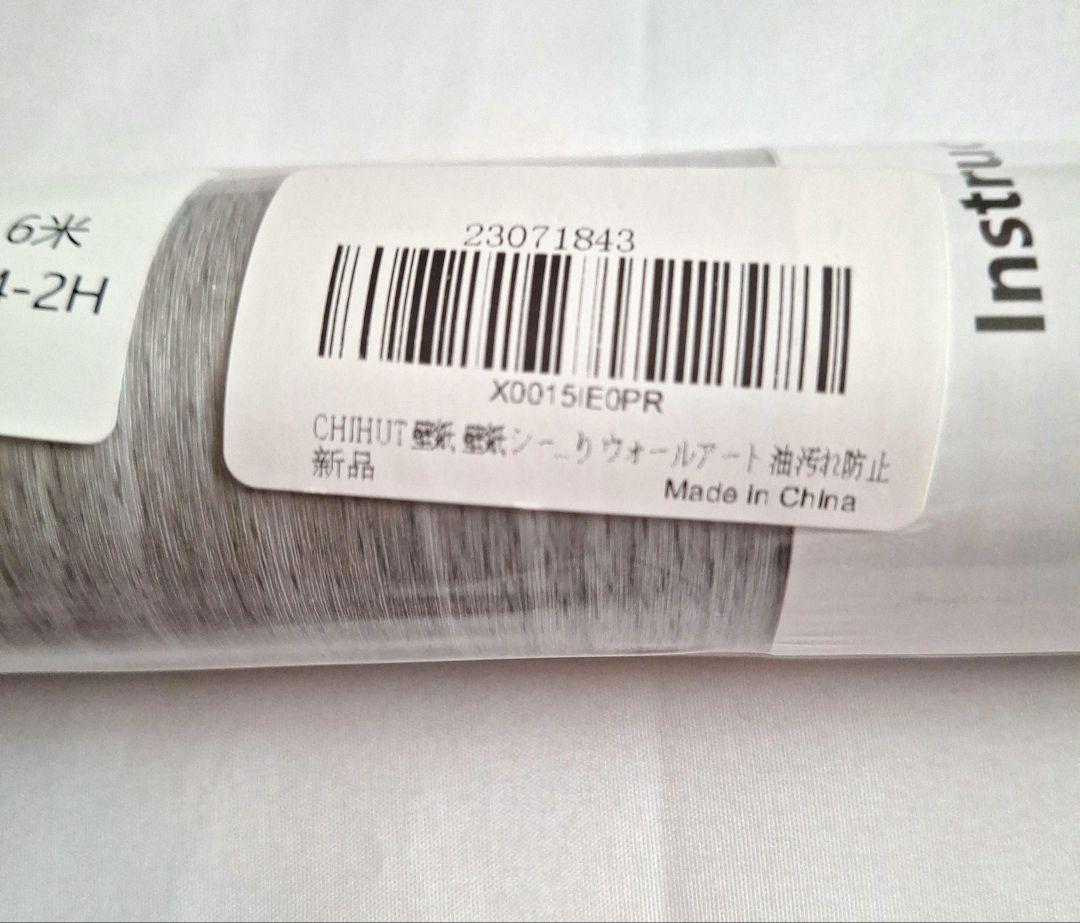 6米
4-2H
23071843
X0015IE0PR
CHIHUT 壁紙 壁紙シー...り ウォールアート 油汚れ防止
新品
Made in China
Instruc